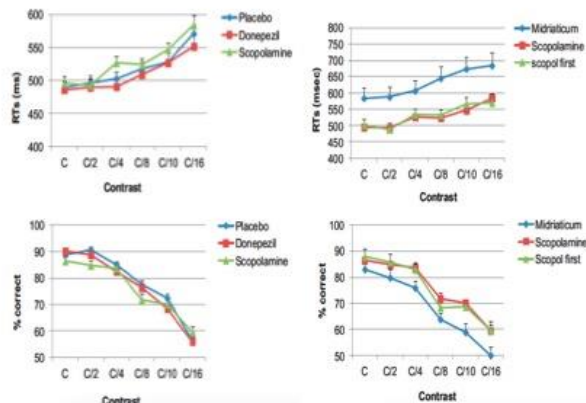 600
550
500
450
400
RTs (ms)
C C/2 C/4 C/8 C/10 C/16
Contrast
Placebo
Donepezil
Scopolamine
800
750
700
650
600
550
500
450
400
RTs (msec)
C C/2 C/4 C/8 C/10 C/16
Contrast
Midriaticum
Scopolamine
scopol first
100
90
80
70
60
50
% correct
C C/2 C/4 C/8 C/10 C/16
Contrast
Placebo
Donepezil
Scopolamine
100
90
80
70
60
50
% correct
C C/2 C/4 C/8 C/10 C/16
Contrast
Midriaticum
Scopolamine
Scopol first